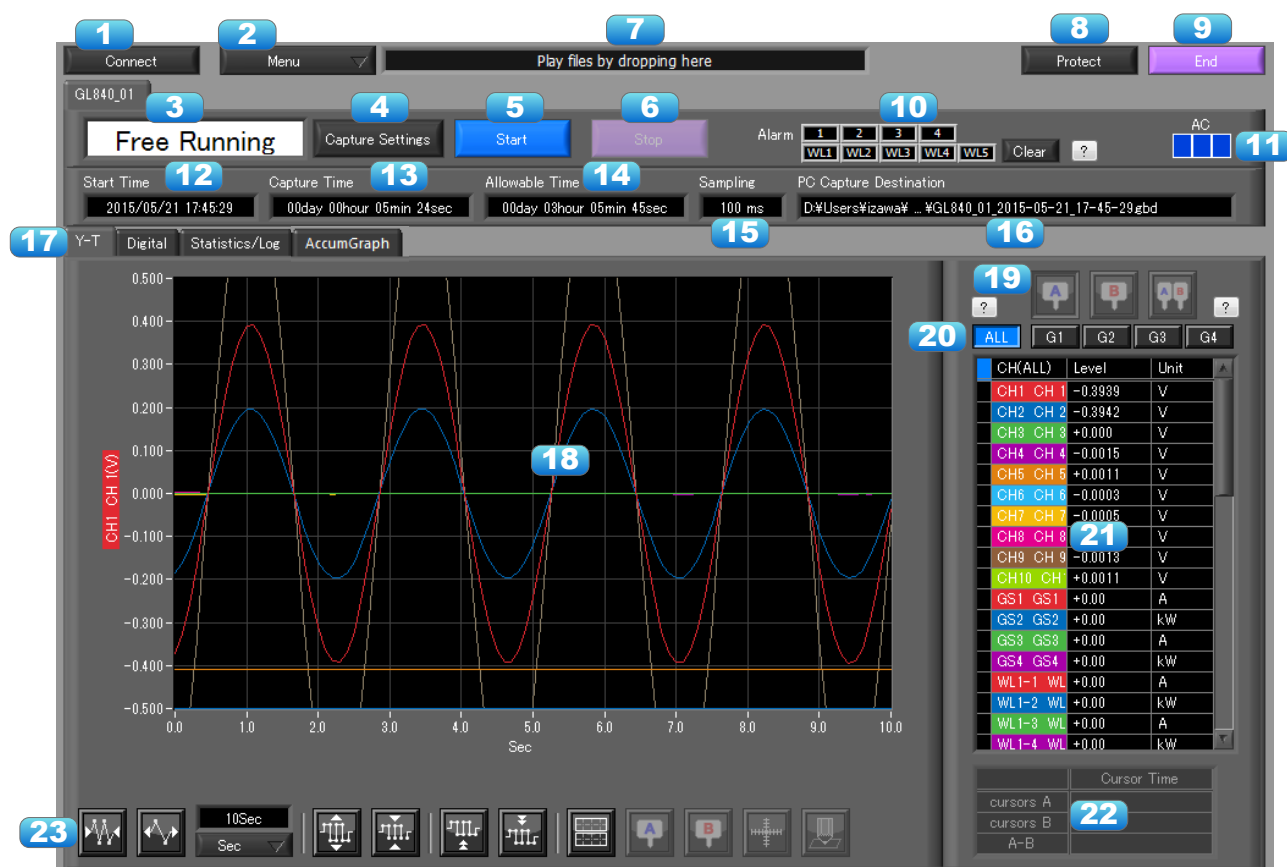 1 2 7 8 9
Connect Menu Play files by dropping here Protect End
GL840_01
3 4 5 6 10
Free Running Capture Settings Start Stop Alarm 1 2 3 4 AC
WL1 WL2 WL3 WL4 WL5 Clear ? 11
Start Time 12 Capture Time 13 Allowable Time 14 Sampling PC Capture Destination
2015/05/21 17:45:29 00day 00hour 05min 24sec 00day 03hour 05min 45sec 100 ms D:¥Users¥izawa¥ ... ¥GL840_01_2015-05-21_17-45-29.gbd
15 16
17 Y-T Digital Statistics/Log AccumGraph
0.500
0.400
0.300
0.200
0.100
0.000
-0.100
-0.200
-0.300
-0.400
-0.500
CH1 CH 1(V)
18
0.0 1.0 2.0 3.0 4.0 5.0 6.0 7.0 8.0 9.0 10.0
Sec
19 A B A B
? ?
20 ALL G1 G2 G3 G4
CH(ALL) Level Unit
CH1 CH 1 -0.3939 V
CH2 CH 2 -0.3942 V
CH3 CH 3 +0.000 V
CH4 CH 4 -0.0015 V
CH5 CH 5 +0.0011 V
CH6 CH 6 -0.0003 V
CH7 CH 7 -0.0005 V
CH8 CH 8 21 V
CH9 CH 9 -0.0013 V
CH10 CH +0.0011 V
GS1 GS1 +0.00 A
GS2 GS2 +0.00 kW
GS3 GS3 +0.00 A
GS4 GS4 +0.00 kW
WL1-1 WL +0.00 A
WL1-2 WL +0.00 kW
WL1-3 WL +0.00 A
WL1-4 WL +0.00 kW
Cursor Time
cursors A
cursors B 22
A-B
23 10Sec
Sec A B